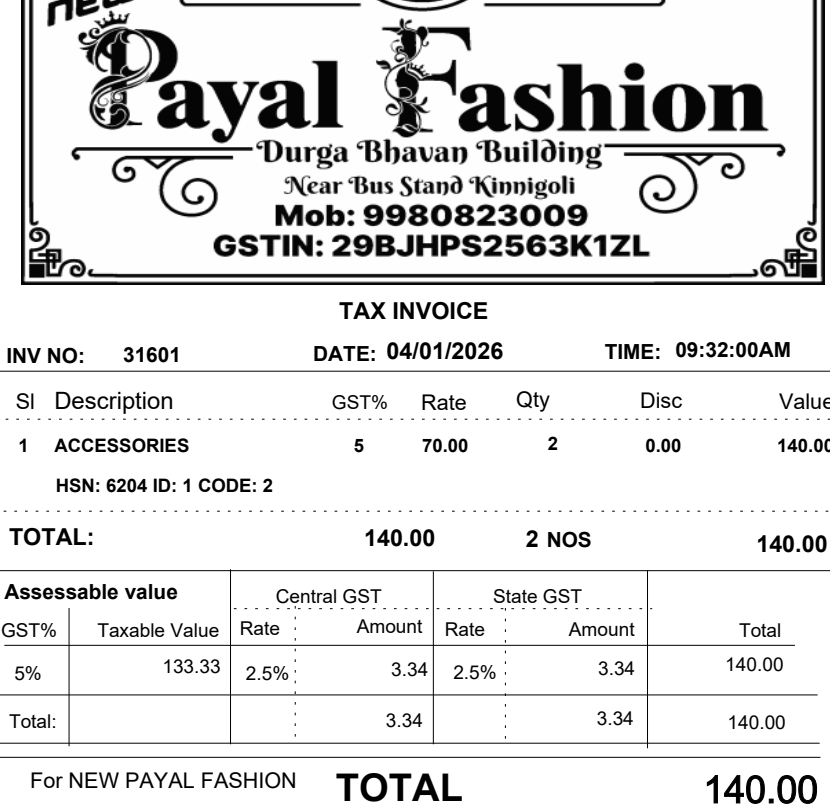 new
Payal Fashion
Durga Bhavan Building
Near Bus Stand Kinnigoli
Mob: 9980823009
GSTIN: 29BJHPS2563K1ZL
TAX INVOICE
INV NO: 31601 DATE: 04/01/2026 TIME: 09:32:00AM
Sl Description GST% Rate Qty Disc Value
1 ACCESSORIES 5 70.00 2 0.00 140.00
HSN: 6204 ID: 1 CODE: 2
TOTAL: 140.00 2 NOS 140.00
Assessable value Central GST State GST
GST% Taxable Value Rate Amount Rate Amount Total
5% 133.33 2.5% 3.34 2.5% 3.34 140.00
Total: 3.34 3.34 140.00
For NEW PAYAL FASHION TOTAL 140.00